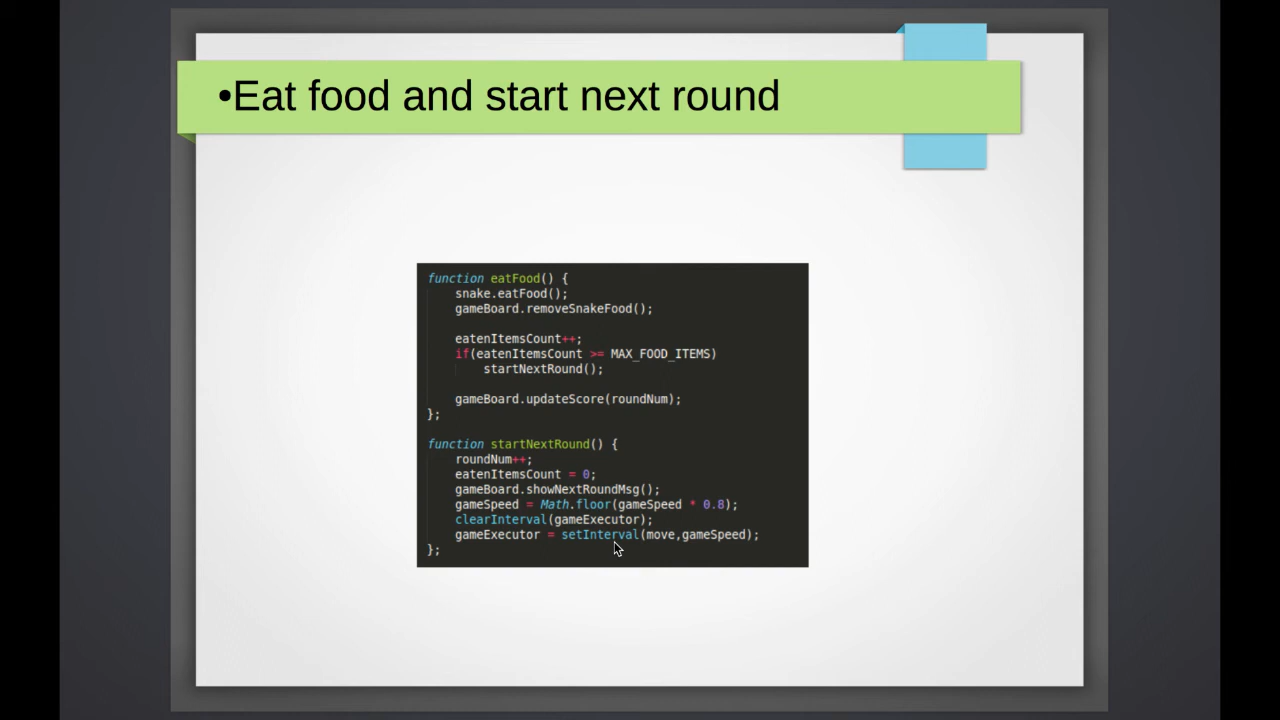 •Eat food and start next round
function eatFood() {
snake.eatFood();
gameBoard.removeSnakeFood();
eatenItemsCount++;
if(eatenItemsCount >= MAX_FOOD_ITEMS)
startNextRound();
gameBoard.updateScore(roundNum);
};
function startNextRound() {
roundNum++;
eatenItemsCount = 0;
gameBoard.showNextRoundMsg();
gameSpeed = Math.floor(gameSpeed * 0.8);
clearInterval(gameExecutor);
gameExecutor = setInterval(move,gameSpeed);
};